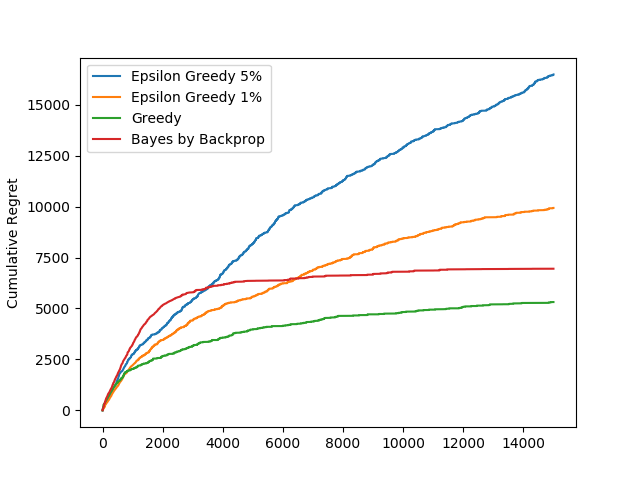 Epsilon Greedy 5%
Epsilon Greedy 1%
Greedy
Bayes by Backprop
Cumulative Regret
15000
12500
10000
7500
5000
2500
0
0 2000 4000 6000 8000 10000 12000 14000